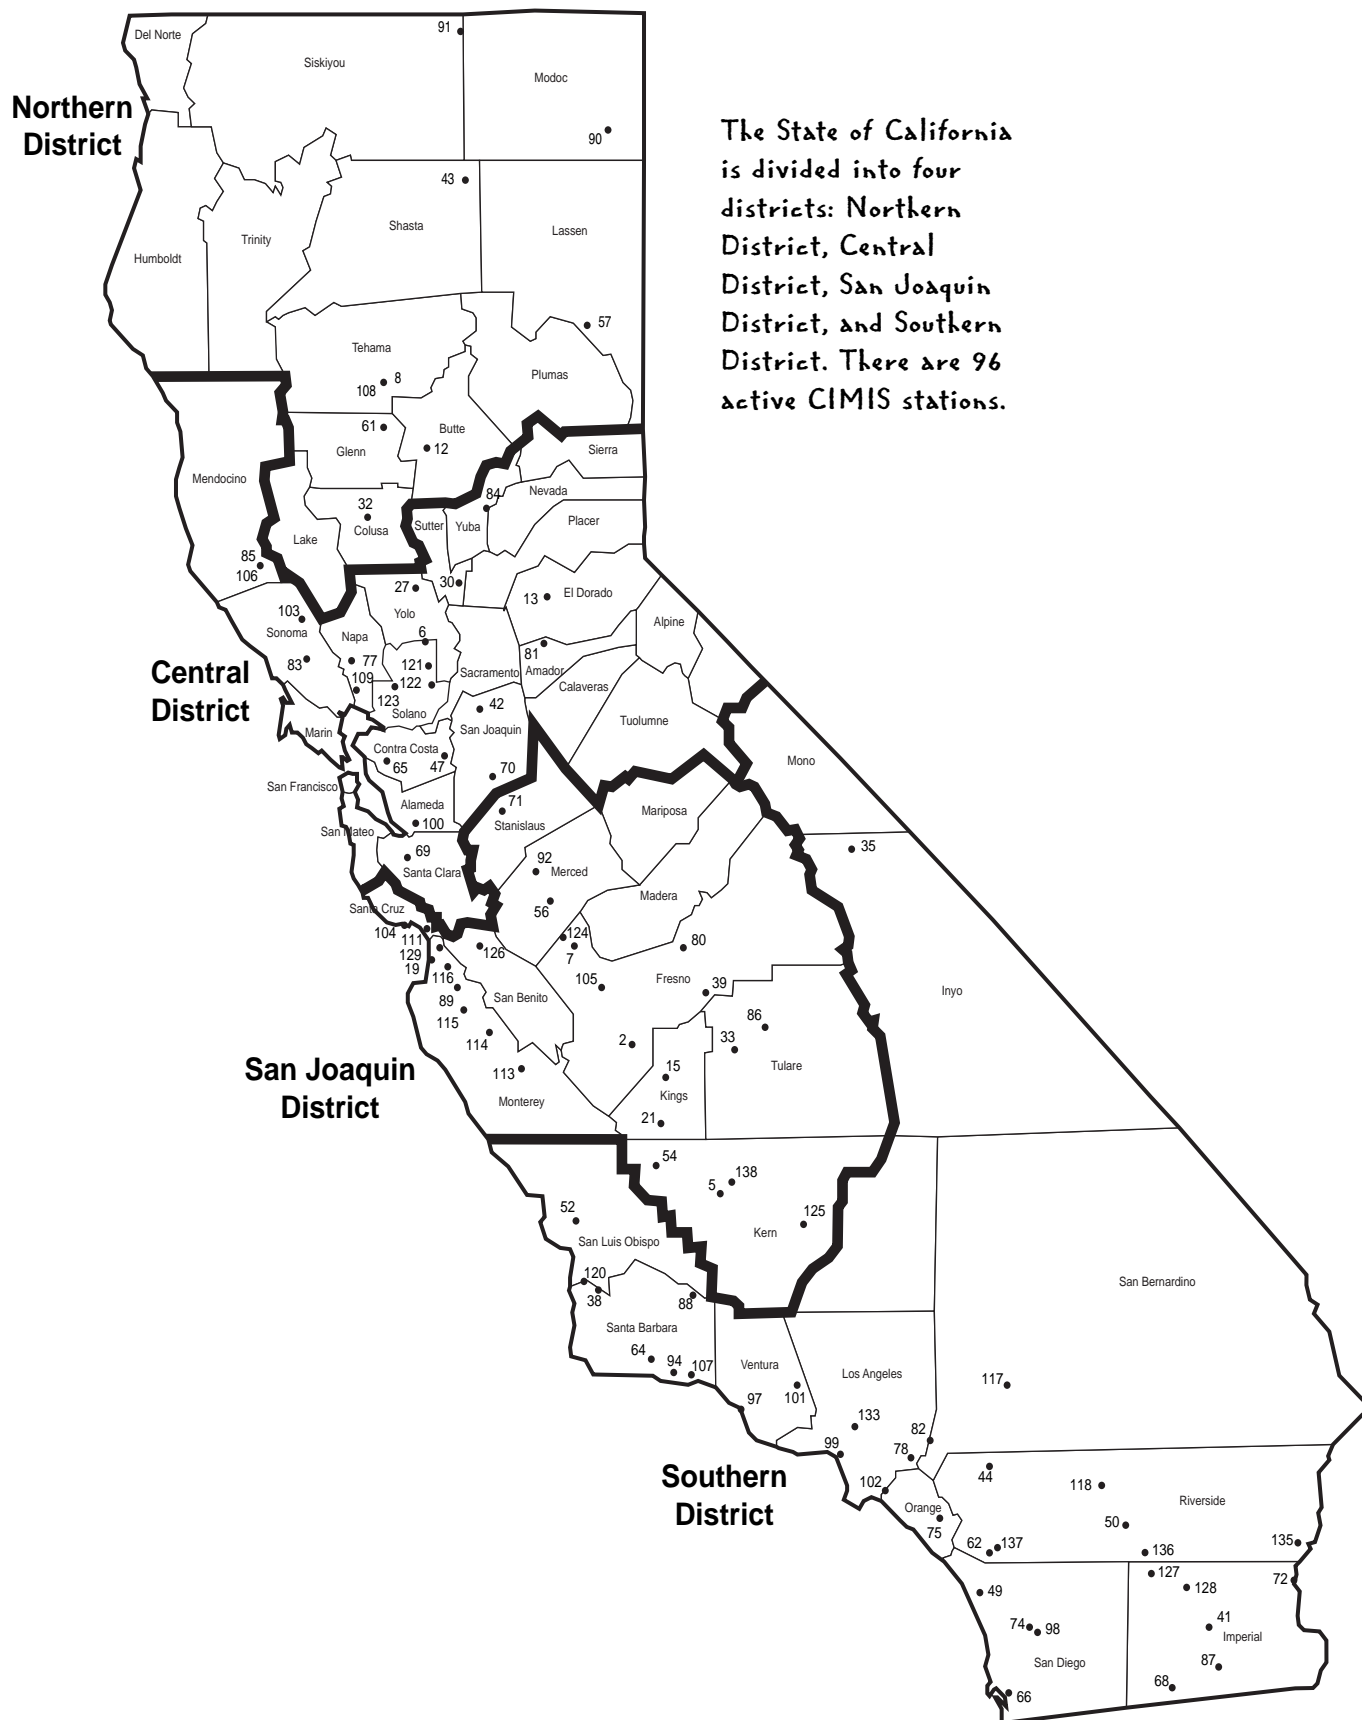 Del Norte
91
Siskiyou
Modoc
Northern
District
90
The State of California
is divided into four
districts: Northern
District, Central
District, San Joaquin
District, and Southern
District. There are 96
active CIMIS stations.
43
Shasta
Lassen
Trinity
Humboldt
57
Tehama
Plumas
8
108
61
Butte
Glenn
12
Sierra
Mendocino
Nevada
84
32
Colusa
Sutter
Yuba
Placer
Lake
85
106
27
30
13
El Dorado
103
Yolo
Sonoma
Napa
6
Alpine
83
77
121
81
Central
District
109
122
Sacramento
Amador
123
Calaveras
Solano
42
Marin
San Joaquin
Tuolumne
Contra Costa
65
47
70
Mono
San Francisco
Alameda
71
Mariposa
100
Stanislaus
San Mateo
69
92
35
Santa Clara
Merced
Madera
Santa Cruz
56
104
111
124
129
126
7
80
19
116
105
Fresno
39
Inyo
89
San Benito
115
86
114
2
33
San Joaquin
District
113
15
Tulare
Monterey
Kings
21
54
138
5
52
125
San Luis Obispo
Kern
120
San Bernardino
38
88
Santa Barbara
64
94
107
Ventura
Los Angeles
97
101
117
133
82
99
78
Southern
District
102
44
118
Riverside
Orange
75
50
62
137
136
135
127
72
49
128
74
98
41
Imperial
San Diego
87
68
66